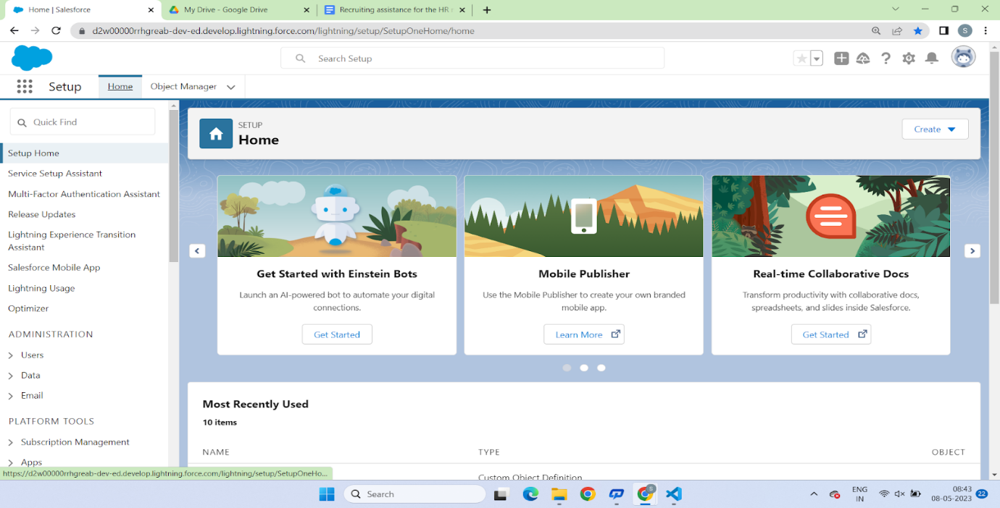 Home | Salesforce
My Drive - Google Drive
Recruiting assistance for the HR
d2w00000rrhgreab-dev-ed.develop.lightning.force.com/lightning/setup/SetupOneHome/home
S
Search Setup
Setup
Home
Object Manager
Quick Find
Setup Home
Service Setup Assistant
Multi-Factor Authentication Assistant
Release Updates
Lightning Experience Transition
Assistant
Salesforce Mobile App
Lightning Usage
Optimizer
ADMINISTRATION
Users
Data
Email
PLATFORM TOOLS
Subscription Management
Apps
SETUP
Home
Create
Get Started with Einstein Bots
Launch an AI-powered bot to automate your digital
connections.
Get Started
Mobile Publisher
Use the Mobile Publisher to create your own branded
mobile app.
Learn More
Real-time Collaborative Docs
Transform productivity with collaborative docs,
spreadsheets, and slides inside Salesforce.
Get Started
Most Recently Used
10 items
NAME
TYPE
OBJECT
Custom Object Definition
https://d2w00000rrhgreab-dev-ed.develop.lightning.force.com/lightning/setup/SetupOneHo...
Search
ENG
IN
08:43
08-05-2023
22